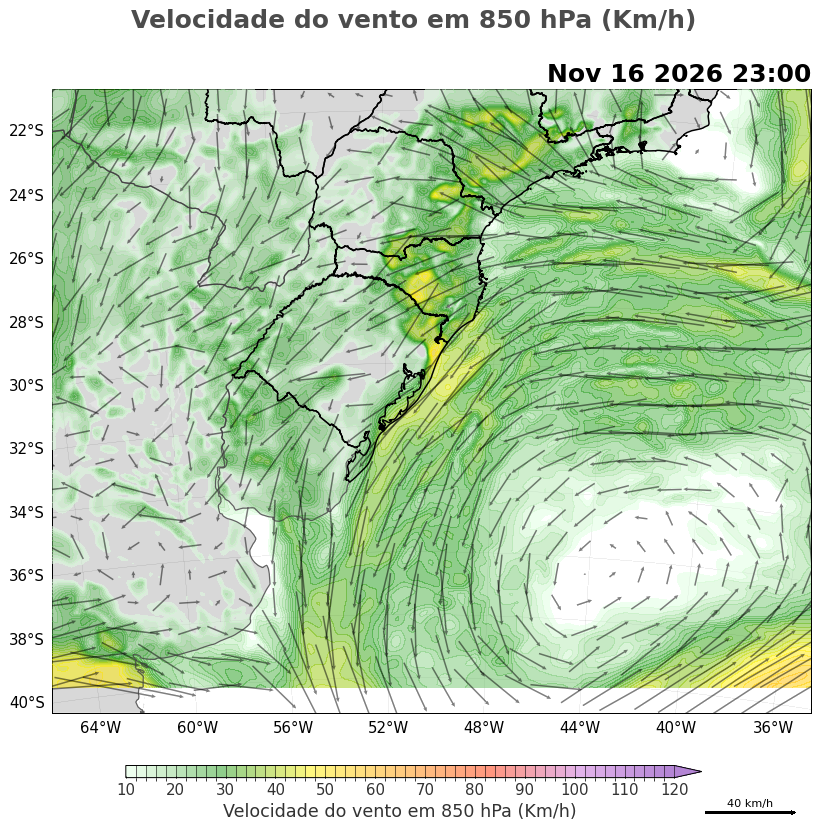 Velocidade do vento em 850 hPa (Km/h)
Nov 16 2026 23:00
22°S
24°S
26°S
28°S
30°S
32°S
34°S
36°S
38°S
40°S
64°W 60°W 56°W 52°W 48°W 44°W 40°W 36°W
10 20 30 40 50 60 70 80 90 100 110 120
Velocidade do vento em 850 hPa (Km/h)
40 km/h